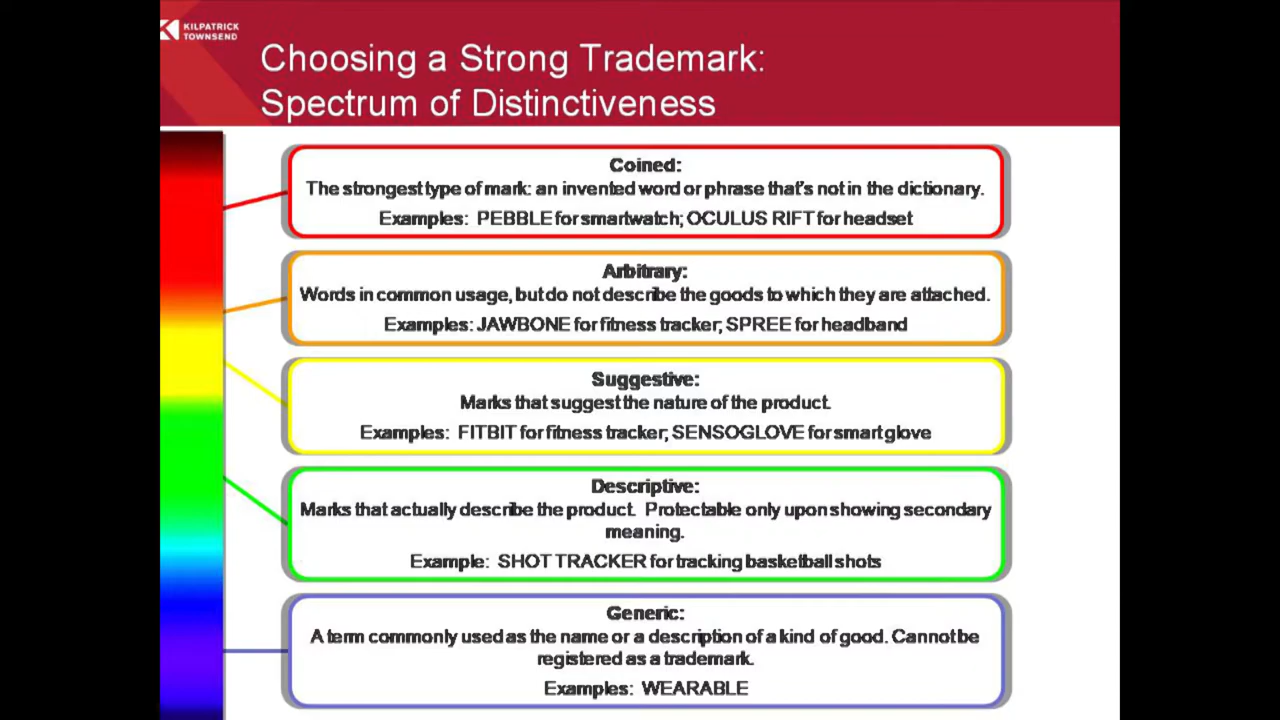 KILPATRICK
TOWNSEND
Choosing a Strong Trademark:
Spectrum of Distinctiveness
Coined:
The strongest type of mark: an invented word or phrase that's not in the dictionary.
Examples: PEBBLE for smartwatch; OCULUS RIFT for headset
Arbitrary:
Words in common usage, but do not describe the goods to which they are attached.
Examples: JAWBONE for fitness tracker; SPREE for headband
Suggestive:
Marks that suggest the nature of the product.
Examples: FITBIT for fitness tracker; SENSOGLOVE for smart glove
Descriptive:
Marks that actually describe the product. Protectable only upon showing secondary
meaning.
Example: SHOT TRACKER for tracking basketball shots
Generic:
A term commonly used as the name or a description of a kind of good. Cannot be
registered as a trademark.
Examples: WEARABLE